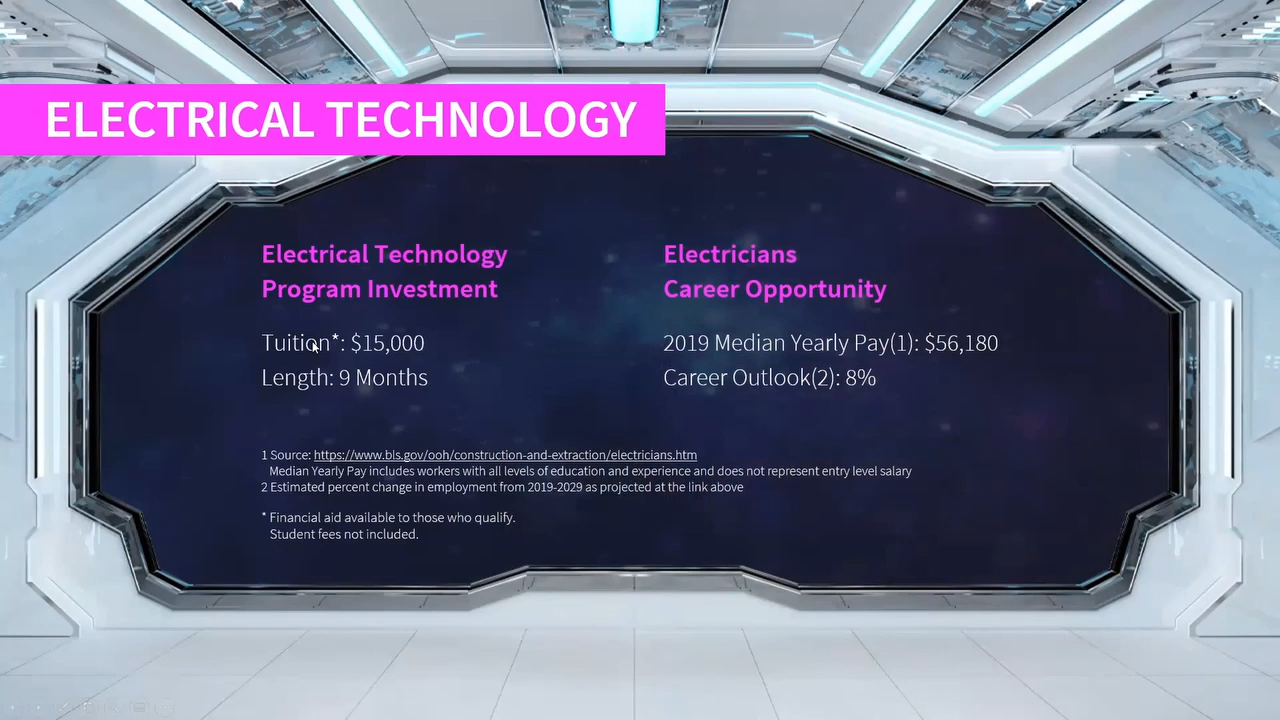 ELECTRICAL TECHNOLOGY
Electrical Technology
Program Investment
Tuition*: $15,000
Length: 9 Months
Electricians
Career Opportunity
2019 Median Yearly Pay(1): $56,180
Career Outlook(2): 8%
1 Source: https://www.bls.gov/ooh/construction-and-extraction/electricians.htm
Median Yearly Pay includes workers with all levels of education and experience and does not represent entry level salary
2 Estimated percent change in employment from 2019-2029 as projected at the link above
* Financial aid available to those who qualify.
Student fees not included.